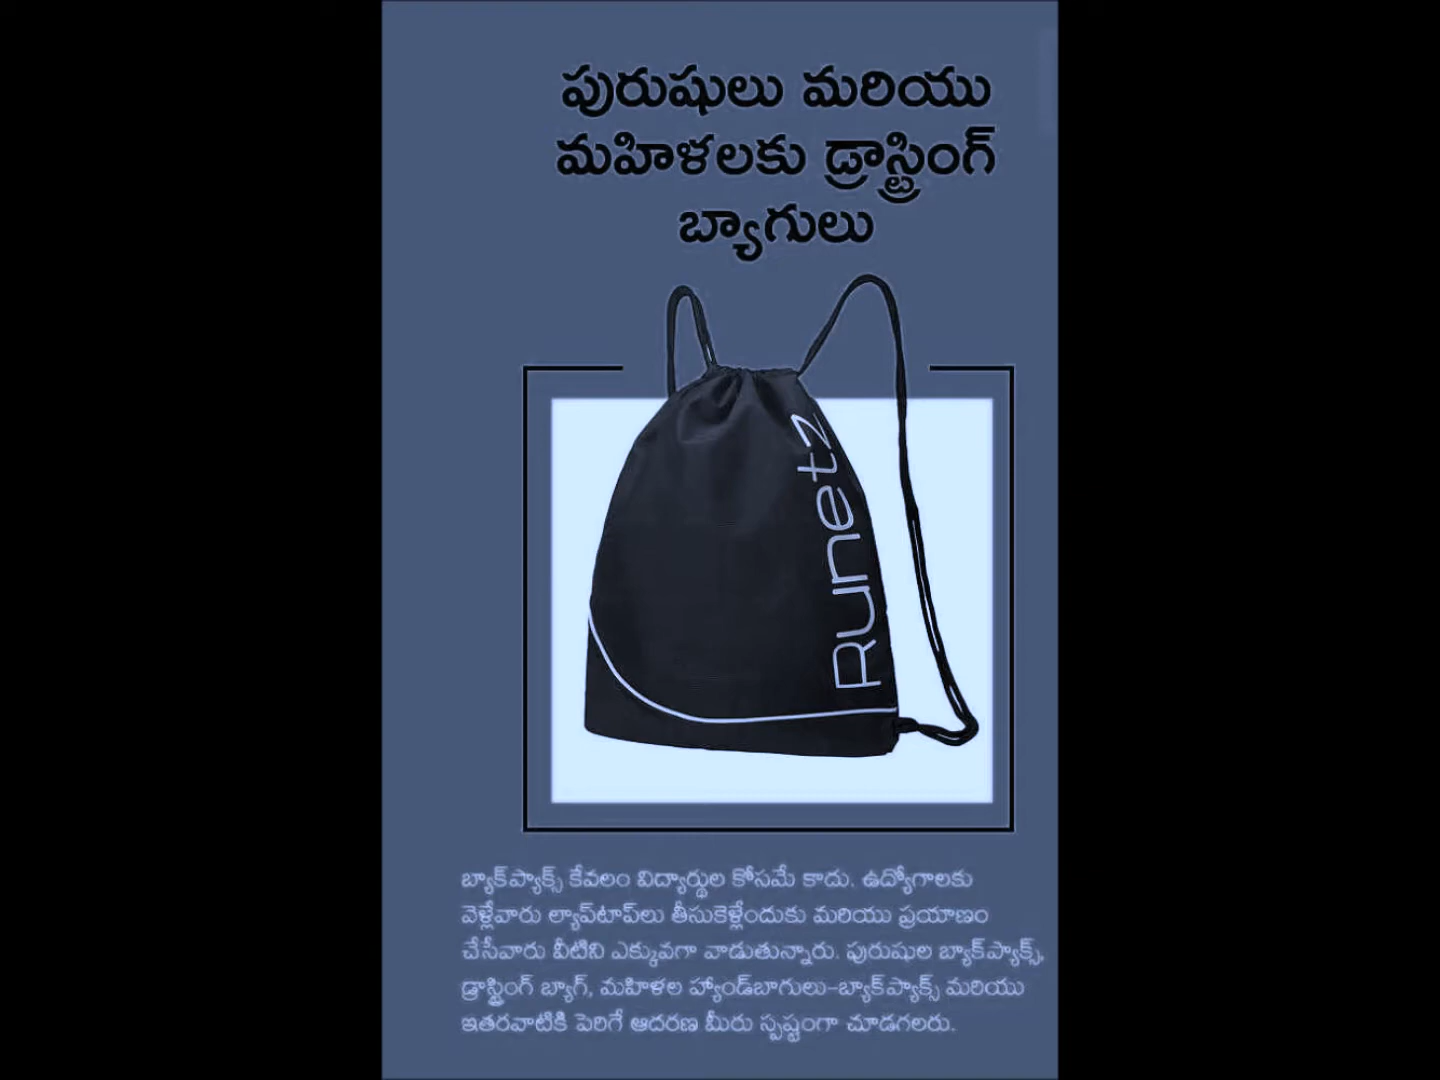 పురుషులు మరియు
మహిళలకు డ్రాస్ట్రింగ్
బ్యాగులు
Runetz
బ్యాక్‌ప్యాక్స్ కేవలం విద్యార్థుల కోసమే కాదు. ఉద్యోగాలకు
వెళ్లేవారు ల్యాప్‌టాప్‌లు తీసుకెళ్లేందుకు మరియు ప్రయాణం
చేసేవారు వీటిని ఎక్కువగా వాడుతున్నారు. పురుషుల బ్యాక్‌ప్యాక్స్,
డ్రాస్ట్రింగ్ బ్యాగ్, మహిళల హ్యాండ్‌బాగులు-బ్యాక్‌ప్యాక్స్ మరియు
ఇతరవాటికి పెరిగే ఆదరణ మీరు స్పష్టంగా చూడగలరు.